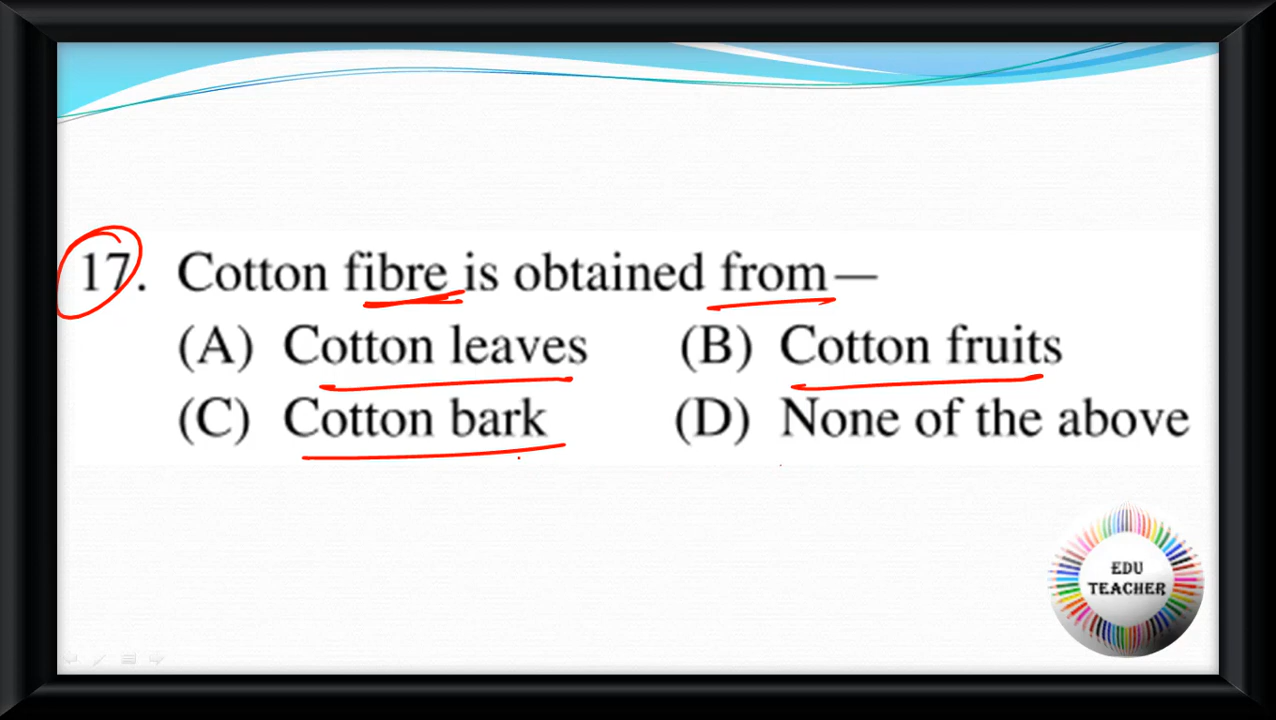 17. Cotton fibre is obtained from—
(A) Cotton leaves (B) Cotton fruits
(C) Cotton bark (D) None of the above
EDU
TEACHER